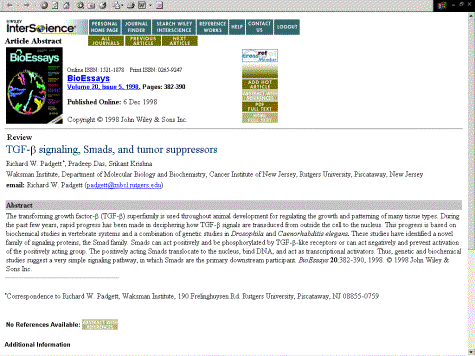 WILEY
InterScience®
PERSONAL HOME PAGE
JOURNAL FINDER
SEARCH WILEY INTERSCIENCE
REFERENCE WORKS
HELP
CONTACT US
LOGOUT
Article Abstract
ALL JOURNALS
PREVIOUS ARTICLE
NEXT ARTICLE
BioEssays
Online ISSN: 1521-1878 Print ISSN: 0265-9247
BioEssays
Volume 20, Issue 5, 1998, Pages: 382-390
Published Online: 6 Dec 1998
Copyright © 1998 John Wiley & Sons Inc.
ADD HOT ARTICLE
ABSTRACT WITH REFERENCES
PDF FULL TEXT
Review
TGF-β signaling, Smads, and tumor suppressors
Richard W. Padgett*, Pradeep Das, Srikant Krishna
Waksman Institute, Department of Molecular Biology and Biochemistry, Cancer Institute of New Jersey, Rutgers University, Piscataway, New Jersey
email: Richard W. Padgett (padgett@mbcl.rutgers.edu)
Abstract
The transforming growth factor-β (TGF-β) superfamily is used throughout animal development for regulating the growth and patterning of many tissue types. During
the past few years, rapid progress has been made in deciphering how TGF-β signals are transduced from outside the cell to the nucleus. This progress is based on
biochemical studies in vertebrate systems and a combination of genetic studies in Drosophila and Caenorhabditis elegans. These studies have identified a novel
family of signaling proteins, the Smad family. Smads can act positively and be phosphorylated by TGF-β-like receptors or can act negatively and prevent activation
of the positively acting group. The positively acting Smads translocate to the nucleus, bind DNA, and act as transcriptional activators. Thus, genetic and biochemical
studies suggest a very simple signaling pathway, in which Smads are the primary downstream participant. BioEssays 20:382-390, 1998. © 1998 John Wiley &
Sons Inc.
*Correspondence to Richard W. Padgett, Waksman Institute, 190 Frelinghuysen Rd. Rutgers University, Piscataway, NJ 08855-0759
No References Available:
ABSTRACT WITH REFERENCES
Additional Information